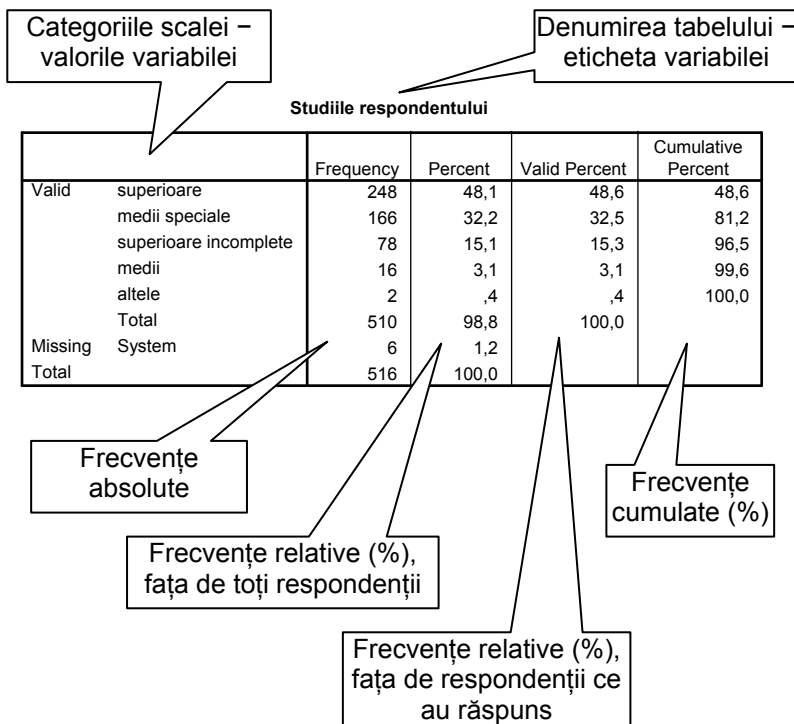 Categoriile scalei –
valorile variabilei
Denumirea tabelului –
eticheta variabilei
Studiile respondentului
Frequency Percent Valid Percent Cumulative Percent
Valid superioare 248 48,1 48,6 48,6
medii speciale 166 32,2 32,5 81,2
superioare incomplete 78 15,1 15,3 96,5
medii 16 3,1 3,1 99,6
altele 2 ,4 ,4 100,0
Total 510 98,8 100,0
Missing System 6 1,2
Total 516 100,0
Frecvențe
absolute
Frecvențe relative (%),
fața de toți respondenții
Frecvențe relative (%),
fața de respondenții ce
au răspuns
Frecvențe
cumulate (%)